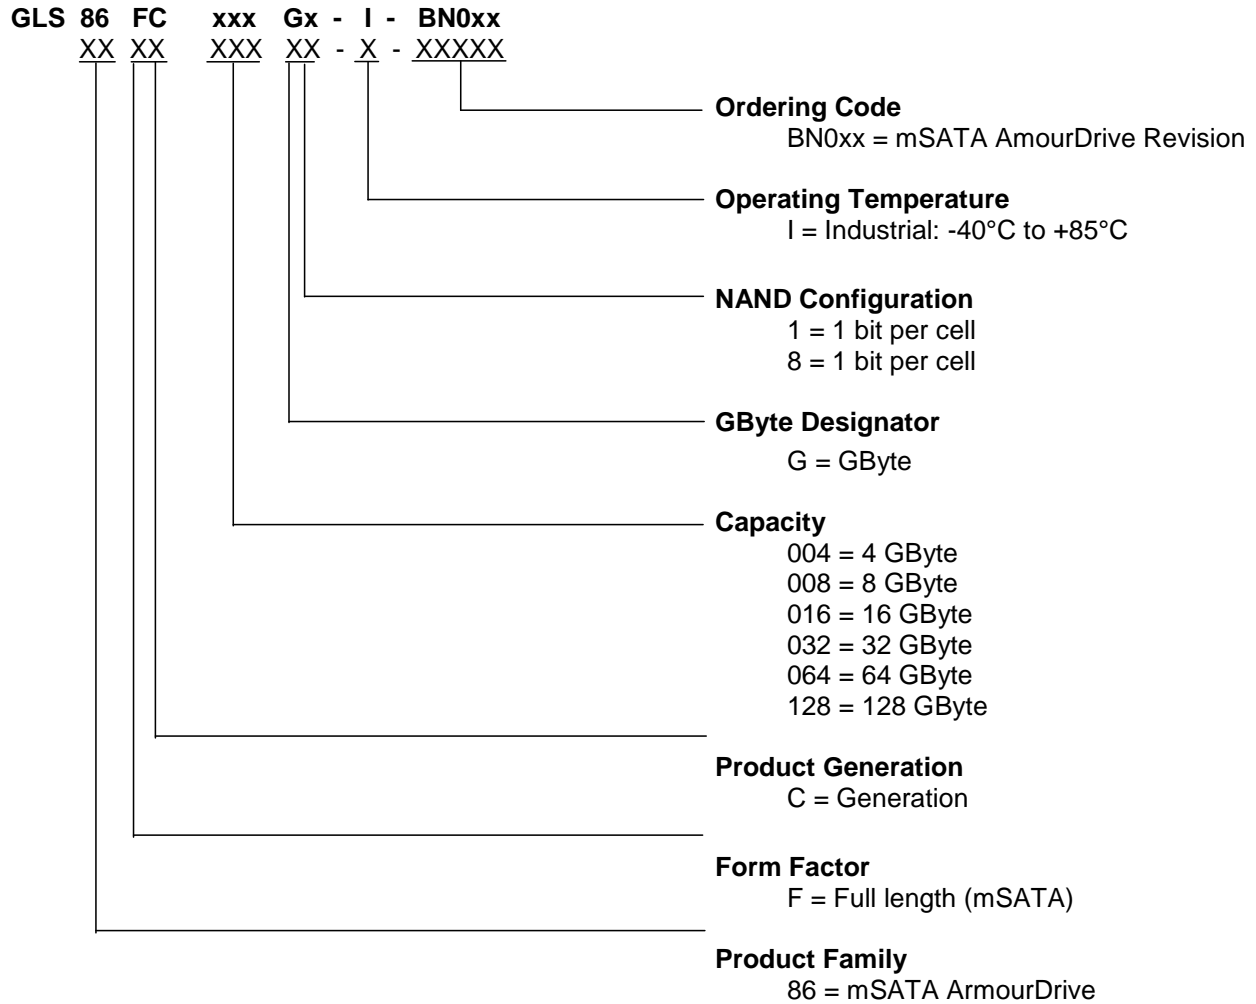 GLS 86 FC xxx Gx - I - BN0xx
XX XX XXX XX - X - XXXXX
Ordering Code
BN0xx = mSATA AmourDrive Revision
Operating Temperature
I = Industrial: -40°C to +85°C
NAND Configuration
1 = 1 bit per cell
8 = 1 bit per cell
GByte Designator
G = GByte
Capacity
004 = 4 GByte
008 = 8 GByte
016 = 16 GByte
032 = 32 GByte
064 = 64 GByte
128 = 128 GByte
Product Generation
C = Generation
Form Factor
F = Full length (mSATA)
Product Family
86 = mSATA ArmourDrive